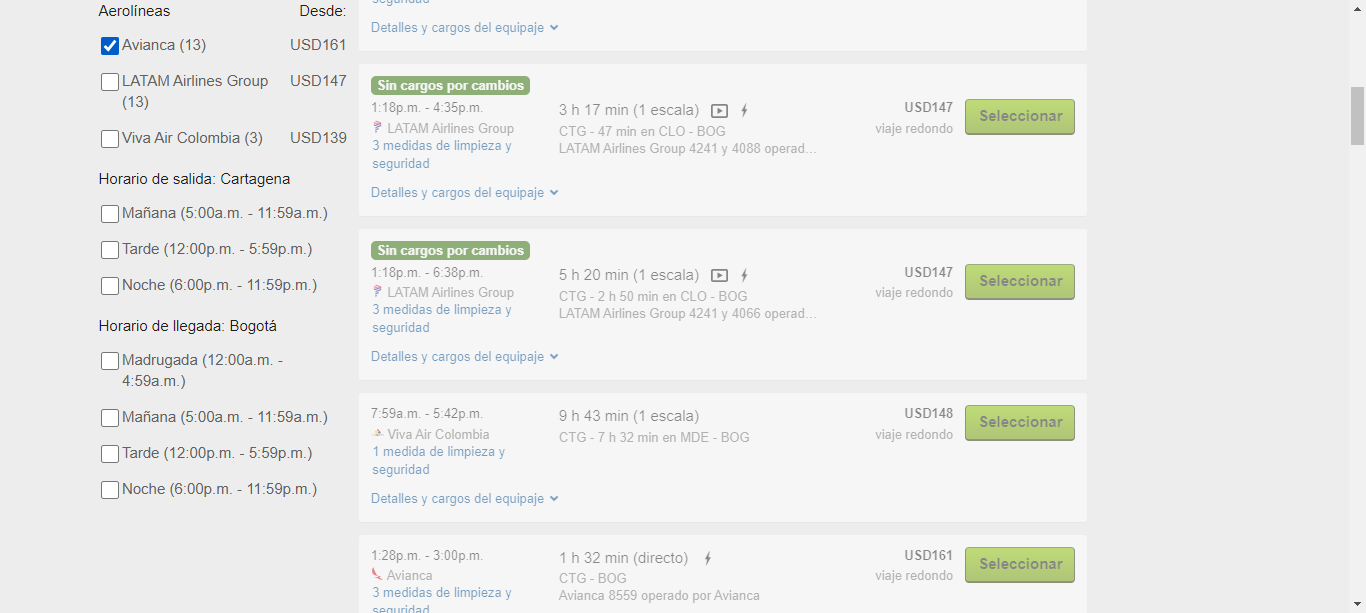 Aerolíneas Desde:
Avianca (13) USD161
LATAM Airlines Group USD147
(13)
Viva Air Colombia (3) USD139
Horario de salida: Cartagena
Mañana (5:00a.m. - 11:59a.m.)
Tarde (12:00p.m. - 5:59p.m.)
Noche (6:00p.m. - 11:59p.m.)
Horario de llegada: Bogotá
Madrugada (12:00a.m. -
4:59a.m.)
Mañana (5:00a.m. - 11:59a.m.)
Tarde (12:00p.m. - 5:59p.m.)
Noche (6:00p.m. - 11:59p.m.)
seguridad
Detalles y cargos del equipaje
Sin cargos por cambios
1:18p.m. - 4:35p.m.
LATAM Airlines Group
3 medidas de limpieza y
seguridad
3 h 17 min (1 escala)
CTG - 47 min en CLO - BOG
LATAM Airlines Group 4241 y 4088 operad...
USD147
viaje redondo
Seleccionar
Detalles y cargos del equipaje
Sin cargos por cambios
1:18p.m. - 6:38p.m.
LATAM Airlines Group
3 medidas de limpieza y
seguridad
5 h 20 min (1 escala)
CTG - 2 h 50 min en CLO - BOG
LATAM Airlines Group 4241 y 4066 operad...
USD147
viaje redondo
Seleccionar
Detalles y cargos del equipaje
7:59a.m. - 5:42p.m.
Viva Air Colombia
1 medida de limpieza y
seguridad
9 h 43 min (1 escala)
CTG - 7 h 32 min en MDE - BOG
USD148
viaje redondo
Seleccionar
Detalles y cargos del equipaje
1:28p.m. - 3:00p.m.
Avianca
3 medidas de limpieza y
seguridad
1 h 32 min (directo)
CTG - BOG
Avianca 8559 operado por Avianca
USD161
viaje redondo
Seleccionar